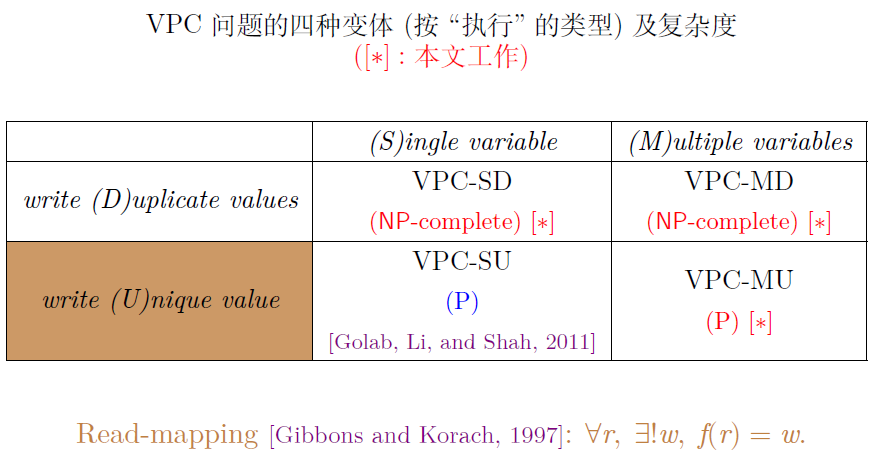 VPC 问题的四种变体 (按 “执行” 的类型) 及复杂度
([∗] : 本文工作)
(S)ingle variable (M)ultiple variables
write (D)uplicate values
VPC-SD
(NP-complete) [∗]
VPC-MD
(NP-complete) [∗]
write (U)nique value
VPC-SU
(P)
[Golab, Li, and Shah, 2011]
VPC-MU
(P) [∗]
Read-mapping [Gibbons and Korach, 1997]: ∀r, ∃!w, f(r) = w.